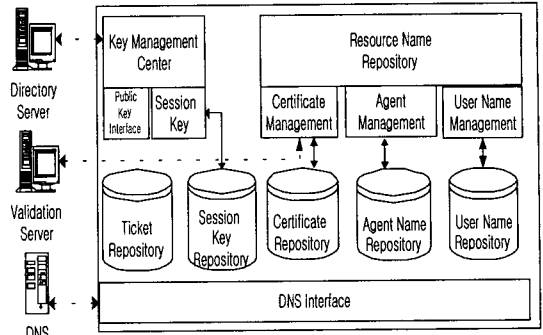 Directory
Server
Validation
Server
DNS
Key Management
Center
Public
Key
Interface
Session
Key
Resource Name
Repository
Certificate
Management
Agent
Management
User Name
Management
Ticket
Repository
Session
Key
Repository
Certificate
Repository
Agent Name
Repository
User Name
Repository
DNS Interface